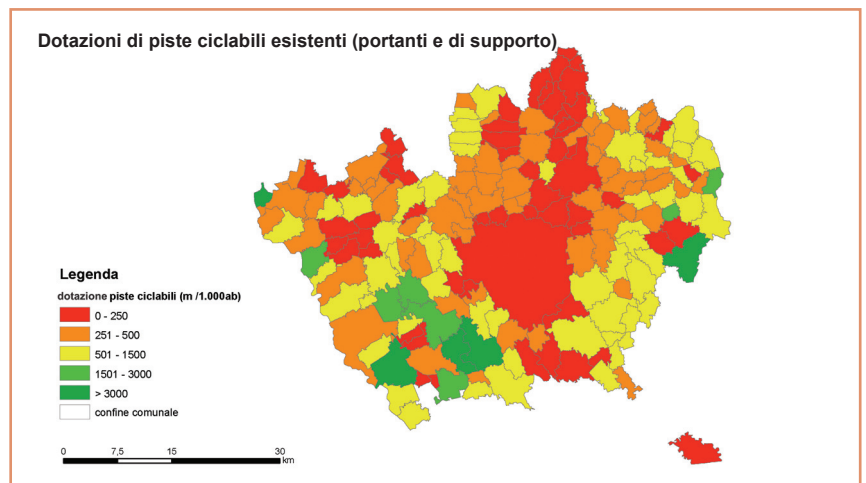 Dotazioni di piste ciclabili esistenti (portanti e di supporto)
Legenda
dotazione piste ciclabili (m /1.000ab)
0 - 250
251 - 500
501 - 1500
1501 - 3000
> 3000
confine comunale
0 7,5 15 30
km